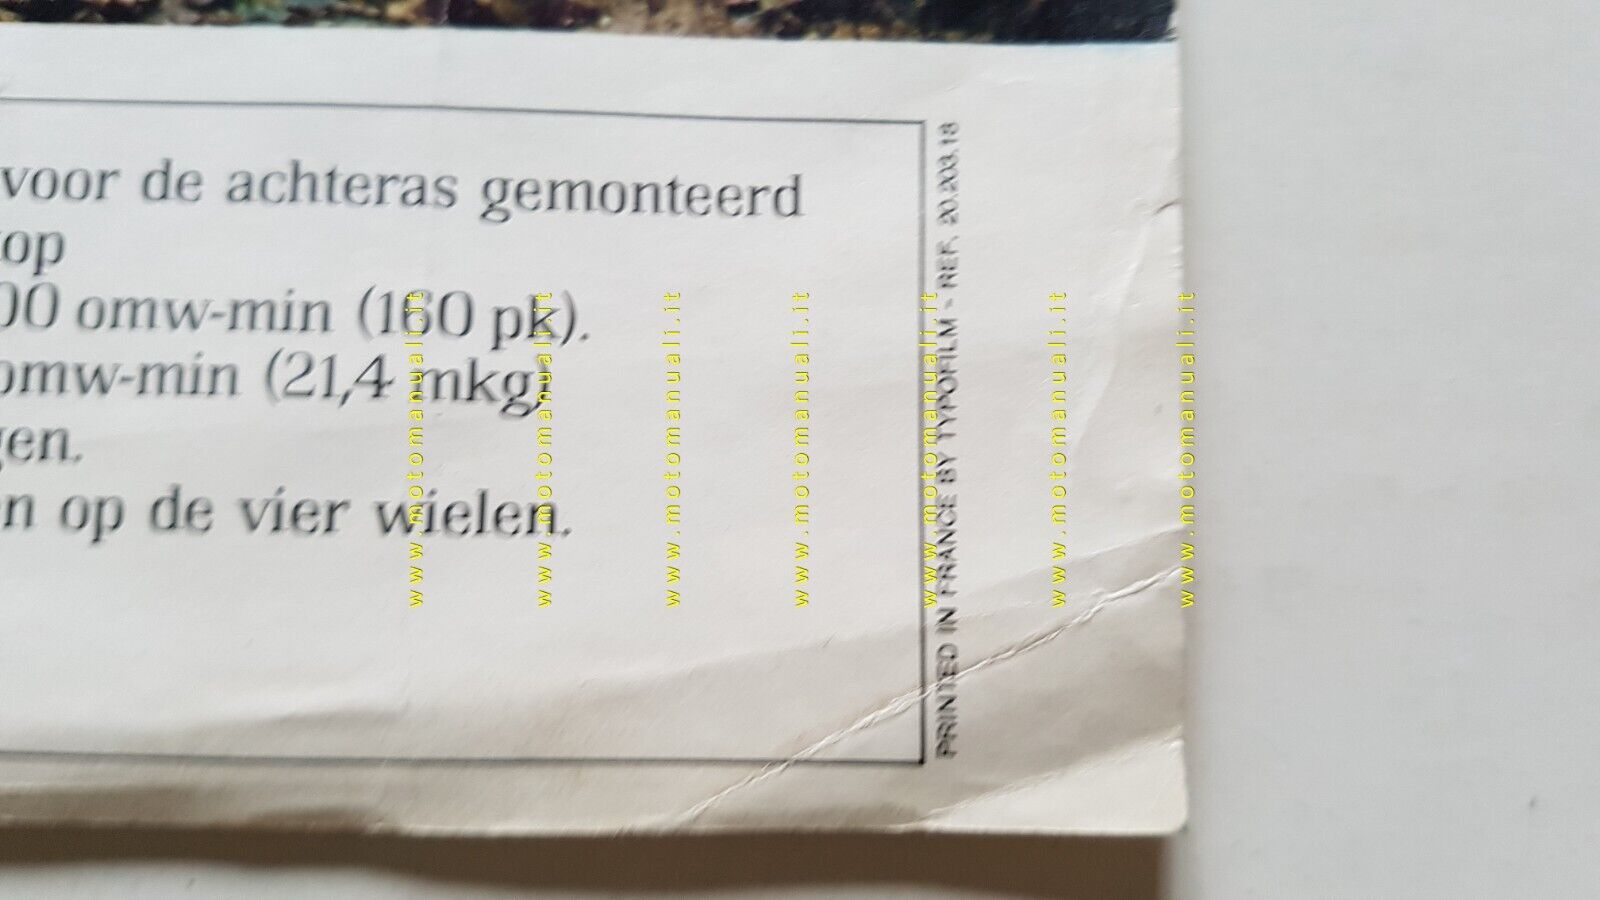 voor de achteras gemonteerd
op
00 omw-min (160 pk).
omw-min (21,4 mkg)
gen.
n op de vier wielen.
PRINTED IN FRANCE BY TYPOFILM - REF. 20.203.18
www.motomanuali.it
www.motomanuali.it
www.motomanuali.it
www.motomanuali.it
www.motomanuali.it
www.motomanuali.it
www.motomanuali.it